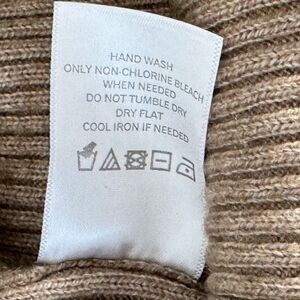 HAND WASH
ONLY NON-CHLORINE BLEACH
WHEN NEEDED
DO NOT TUMBLE DRY
DRY FLAT
COOL IRON IF NEEDED